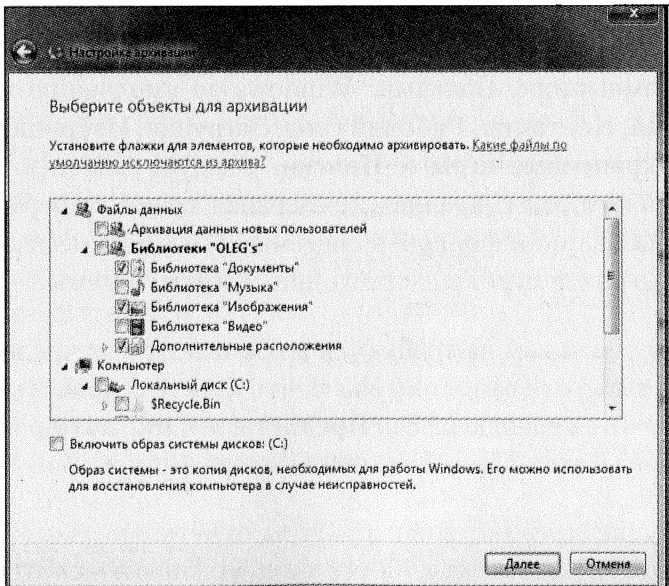 Настройка архивации
Выберите объекты для архивации
Установите флажки для элементов, которые необходимо архивировать. Какие файлы по
умолчанию исключаются из архива?
Файлы данных
Архивация данных новых пользователей
Библиотеки "OLEG's"
Библиотека "Документы"
Библиотека "Музыка"
Библиотека "Изображения"
Библиотека "Видео"
Дополнительные расположения
Компьютер
Локальный диск (C:)
$Recycle.Bin
Включить образ системы дисков: (C:)
Образ системы - это копия дисков, необходимых для работы Windows. Его можно использовать
для восстановления компьютера в случае неисправностей.
Далее Отмена